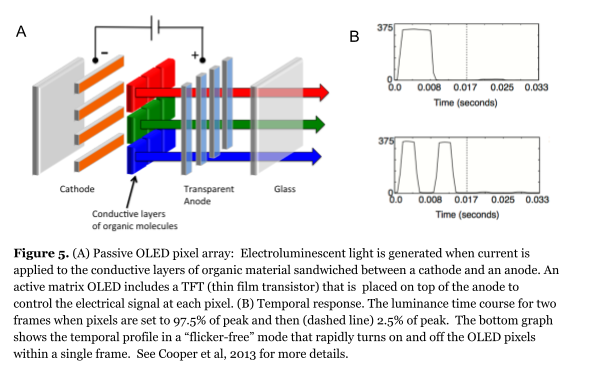 A
−
+
Cathode
Transparent
Anode
Glass
Conductive layers
of organic molecules
B
375
0
0.0 0.008 0.017 0.025 0.033
Time (seconds)
375
0
0.0 0.008 0.017 0.025 0.033
Time (seconds)
Figure 5. (A) Passive OLED pixel array: Electroluminescent light is generated when current is
applied to the conductive layers of organic material sandwiched between a cathode and an anode. An
active matrix OLED includes a TFT (thin film transistor) that is placed on top of the anode to
control the electrical signal at each pixel. (B) Temporal response. The luminance time course for two
frames when pixels are set to 97.5% of peak and then (dashed line) 2.5% of peak. The bottom graph
shows the temporal profile in a “flicker-free” mode that rapidly turns on and off the OLED pixels
within a single frame. See Cooper et al, 2013 for more details.